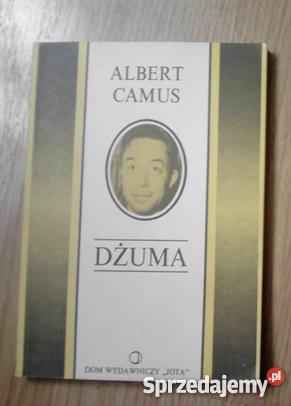 ALBERT
CAMUS
DŻUMA
DOM WYDAWNICZY „JOTA"
Sprzedajemy.pl